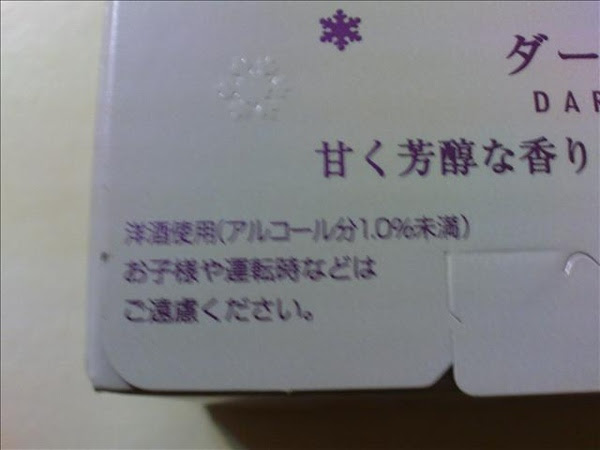 ダー
DAR
甘く芳醇な香り
洋酒使用(アルコール分1.0%未満)
お子様や運転時などは
ご遠慮ください。